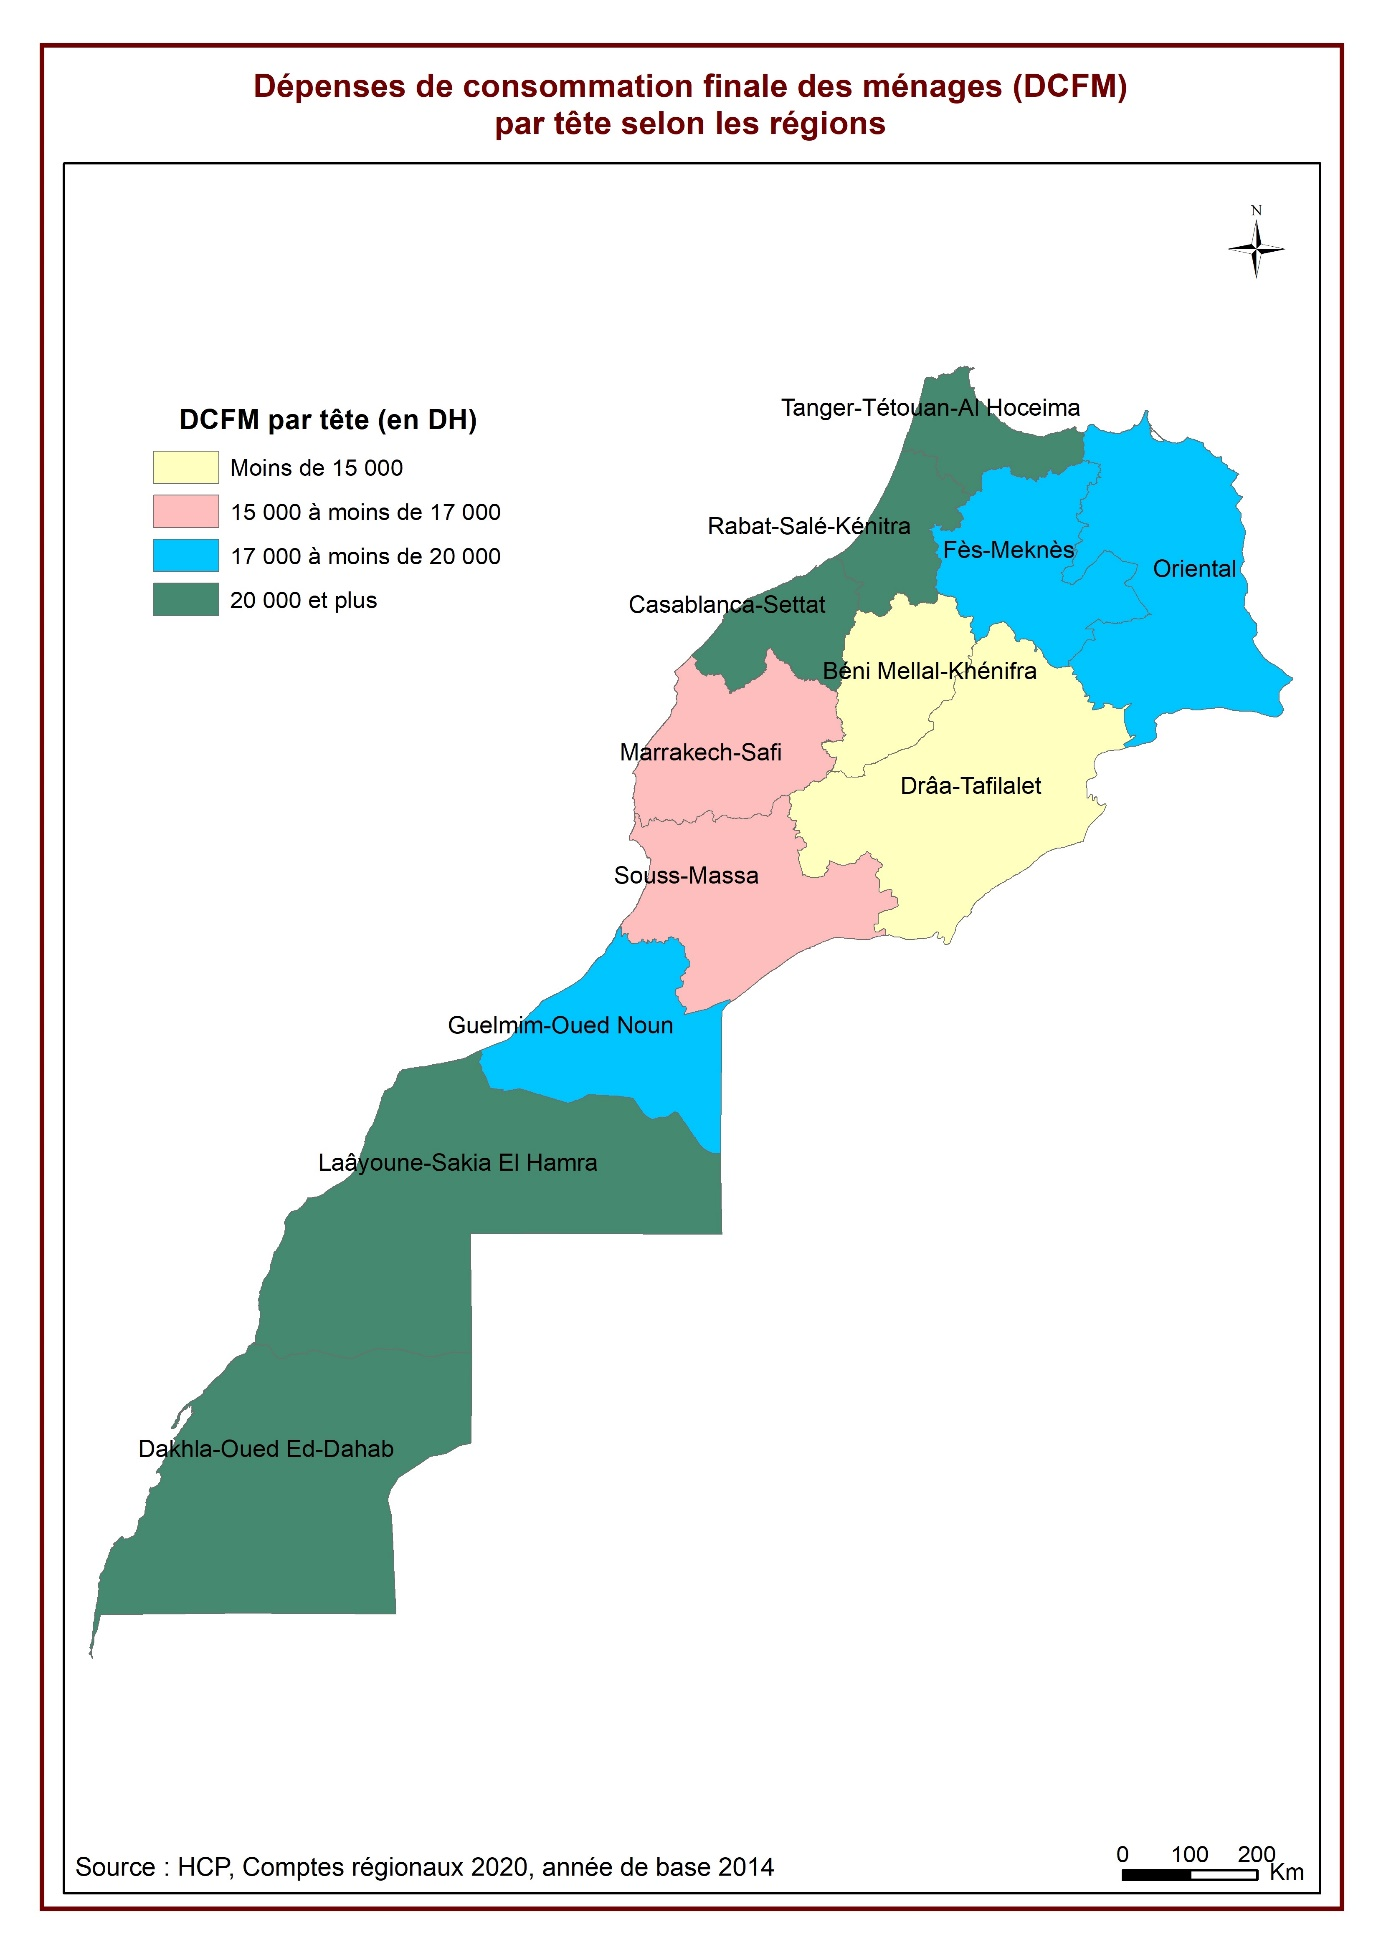 Dépenses de consommation finale des ménages (DCFM)
par tête selon les régions
N
DCFM par tête (en DH)
Moins de 15 000
15 000 à moins de 17 000
17 000 à moins de 20 000
20 000 et plus
Tanger-Tétouan-Al Hoceima
Rabat-Salé-Kénitra
Fès-Meknès
Oriental
Casablanca-Settat
Béni Mellal-Khénifra
Marrakech-Safi
Drâa-Tafilalet
Souss-Massa
Guelmim-Oued Noun
Laâyoune-Sakia El Hamra
Dakhla-Oued Ed-Dahab
Source : HCP, Comptes régionaux 2020, année de base 2014
0 100 200
Km